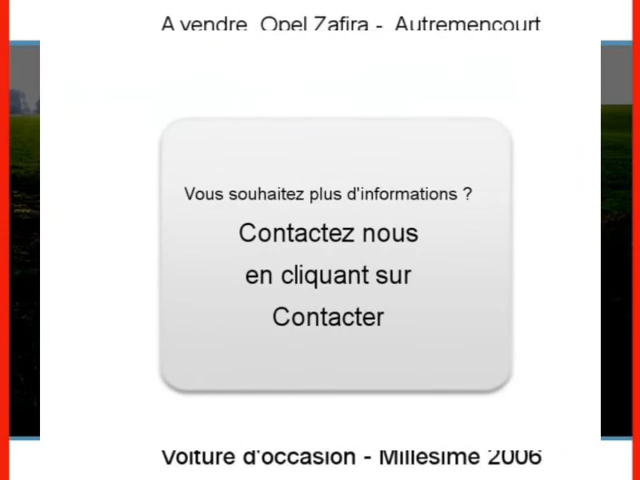 A vendre Opel Zafira - Autremencourt
Vous souhaitez plus d'informations ?
Contactez nous
en cliquant sur
Contacter
Voiture d'occasion - Millesime 2006